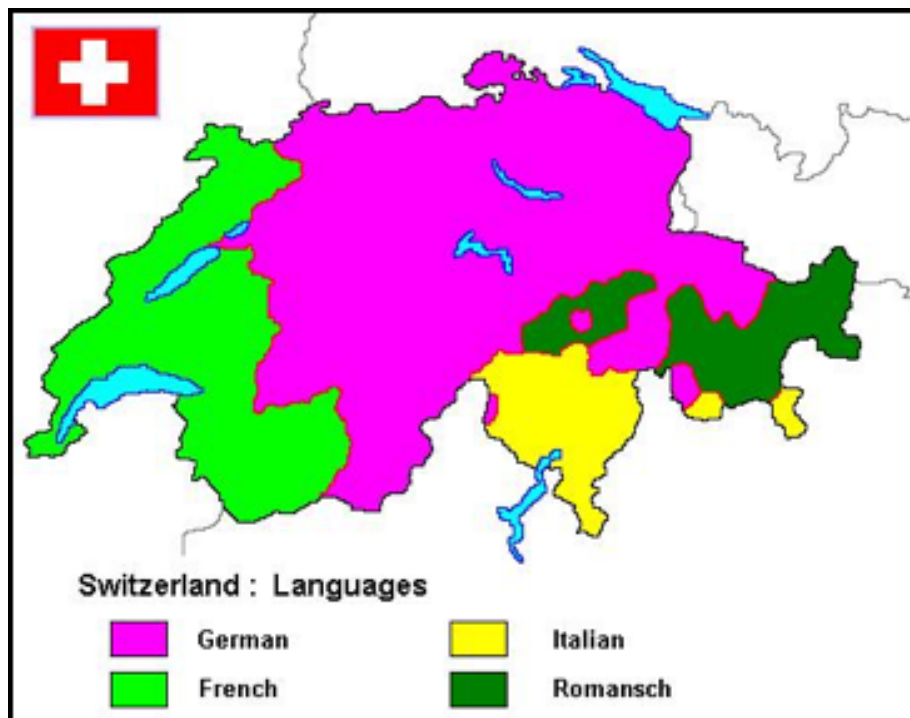 Switzerland : Languages
German
Italian
French
Romansch